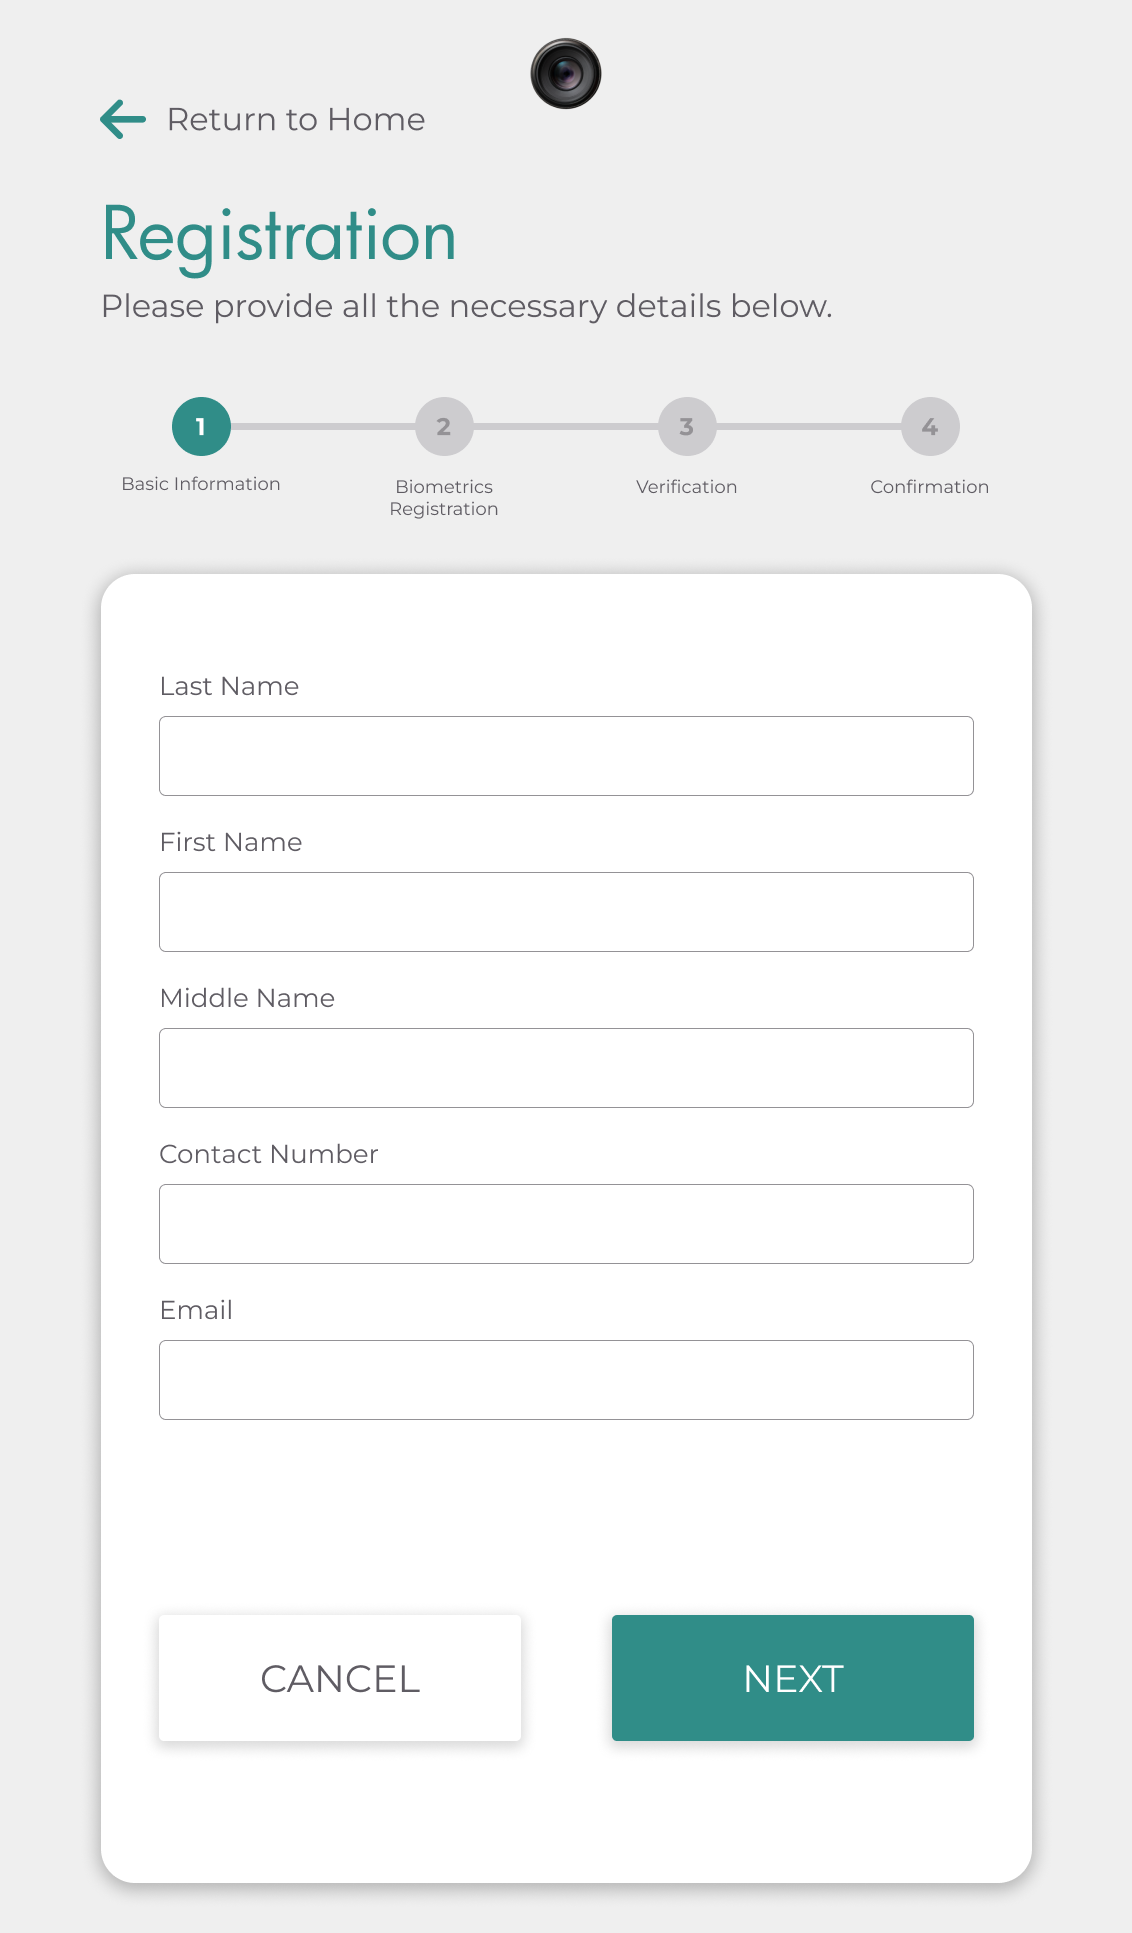 Return to Home
Registration
Please provide all the necessary details below.
1
2
3
4
Basic Information
Biometrics
Registration
Verification
Confirmation
Last Name
First Name
Middle Name
Contact Number
Email
CANCEL
NEXT